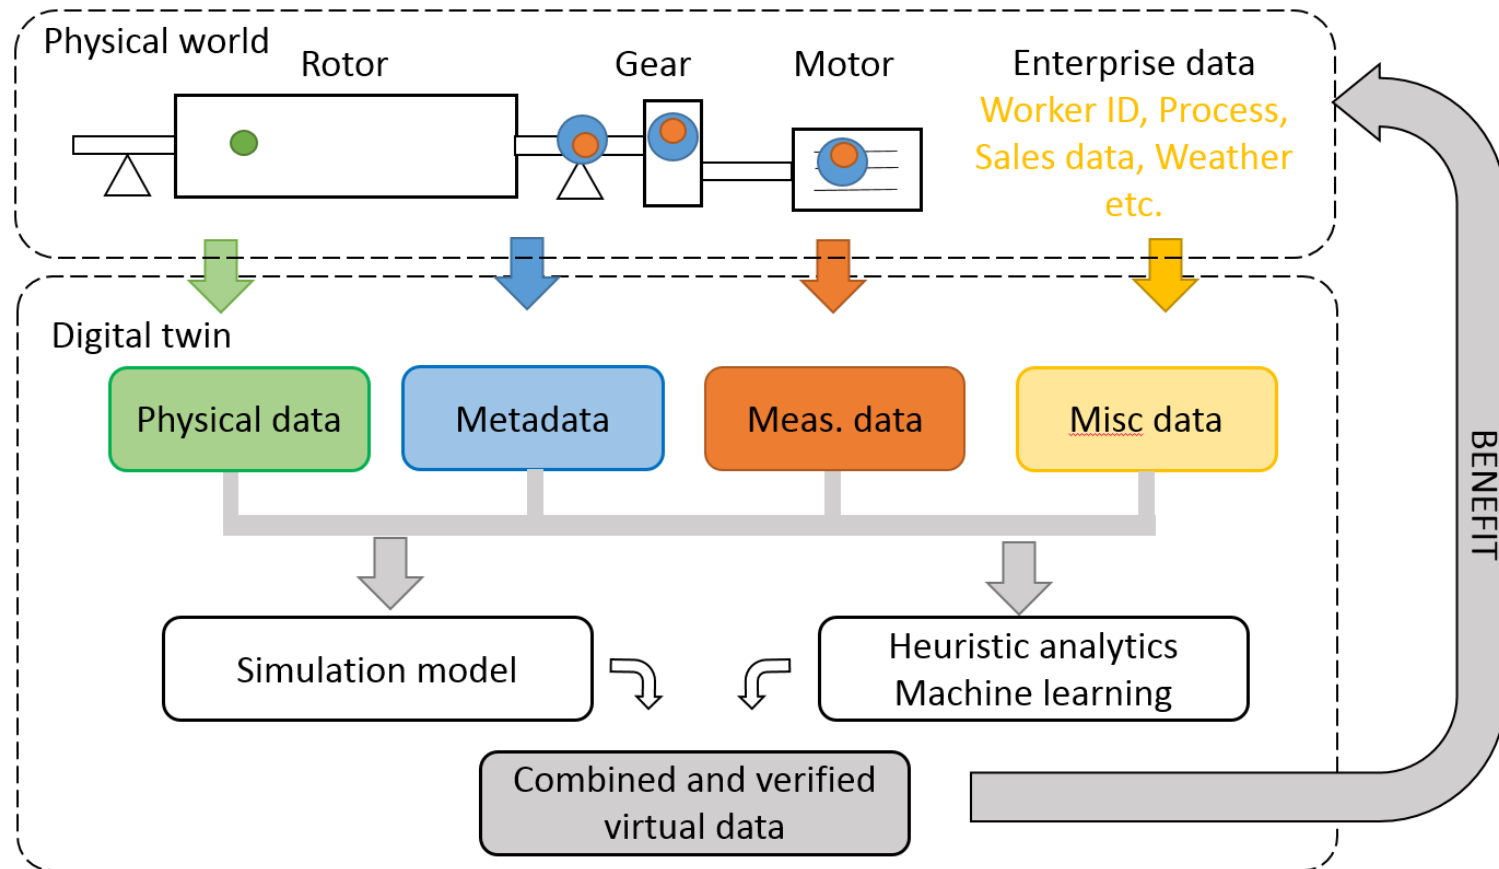 Physical world
Rotor
Gear
Motor
Enterprise data
Worker ID, Process,
Sales data, Weather
etc.
Digital twin
Physical data
Metadata
Meas. data
Misc data
BENEFIT
Simulation model
Heuristic analytics
Machine learning
Combined and verified
virtual data